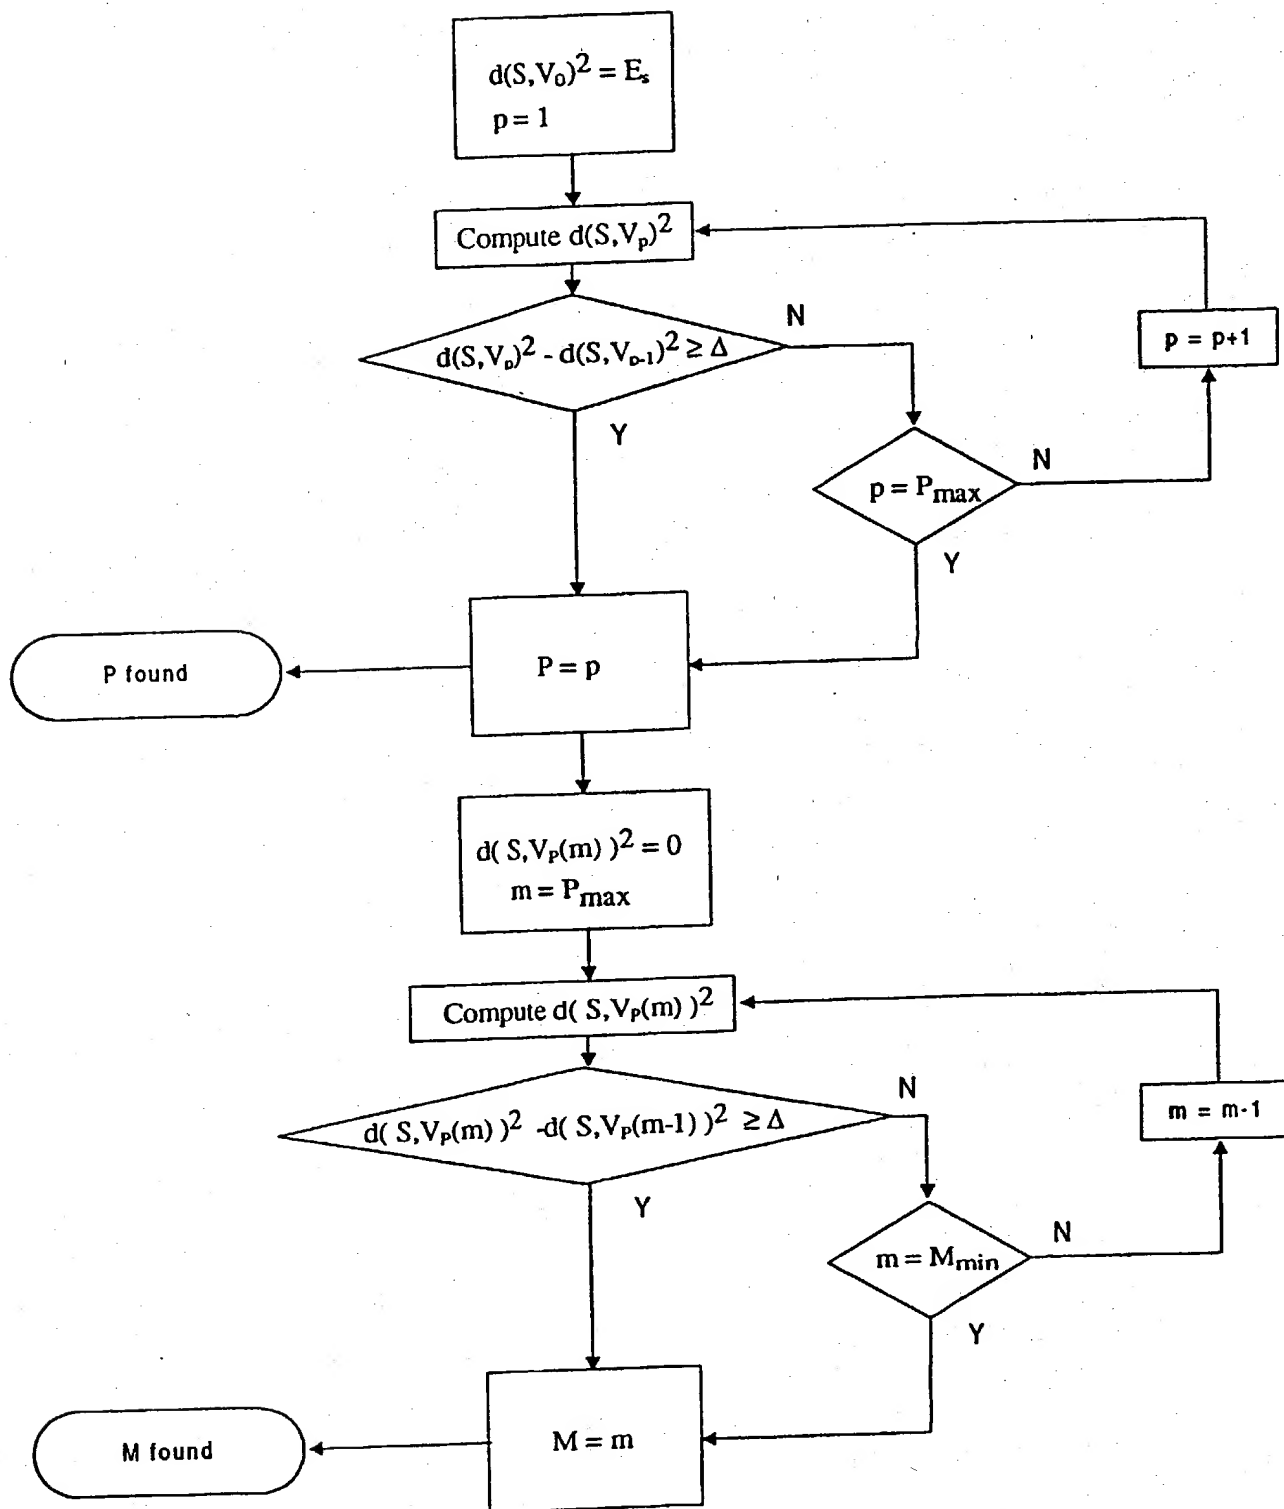 d(S,V₀)² = Eₛ
p = 1
Compute d(S,Vₚ)²
d(S,Vₚ)² - d(S,Vₚ₋₁)² ≥ Δ
N
Y
p = p+1
p = Pmax
N
Y
P found
P = p
d( S,Vₚ(m) )² = 0
m = Pmax
Compute d( S,Vₚ(m) )²
d( S,Vₚ(m) )² -d( S,Vₚ(m-1) )² ≥ Δ
N
Y
m = m-1
m = Mmin
N
Y
M found
M = m